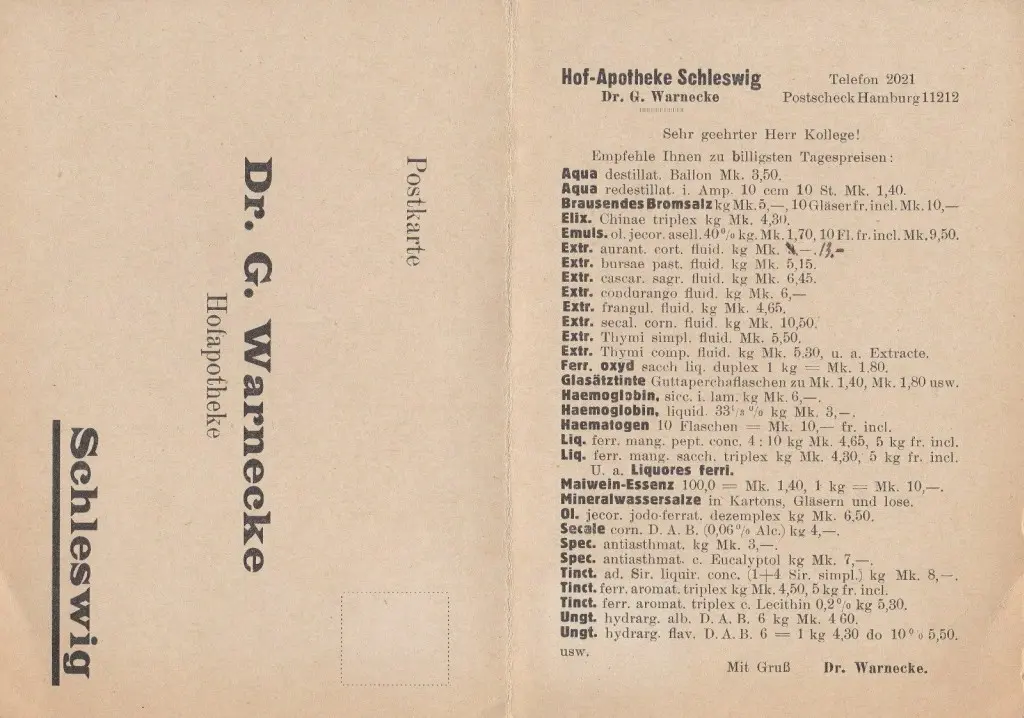 Postkarte
Dr. G. Warnecke
Hofapotheke
Schleswig
Hof-Apotheke Schleswig
Dr. G. Warnecke
Telefon 2021
Postscheck Hamburg 11212
Sehr geehrter Herr Kollege!
Empfehle Ihnen zu billigsten Tagespreisen:
Aqua destillat. Ballon Mk. 3,50.
Aqua redestillat. i. Amp. 10 ccm 10 St. Mk. 1,40.
Brausendes Bromsalz kg Mk. 5,—, 10 Gläser fr. incl. Mk. 10,—
Elix. Chinae triplex kg Mk. 4,30.
Emuls. ol. jecor. asell. 40% kg. Mk. 1,70, 10 Fl. fr. incl. Mk. 9,50.
Extr. aurant. cort. fluid. kg Mk.
Extr. bursae past. fluid. kg Mk. 5,15.
Extr. cascar. sagr. fluid. kg Mk. 6,45.
Extr. condurango fluid. kg Mk. 6,—
Extr. frangul. fluid. kg Mk. 4,65.
Extr. secal. corn. fluid. kg Mk. 10,50.
Extr. Thymi simpl. fluid. Mk. 5,50.
Extr. Thymi comp. fluid. kg Mk. 5.30, u. a. Extracte.
Ferr. oxyd sacch liq. duplex 1 kg = Mk. 1.80.
Glasätztinte Guttaperchaflaschen zu Mk. 1,40, Mk. 1,80 usw.
Haemoglobin, sicc. i. lam. kg Mk. 6,—.
Haemoglobin, liquid. 33⅓% kg Mk. 3,—.
Haematogen 10 Flaschen = Mk. 10,— fr. incl.
Liq. ferr. mang. pept. conc. 4 : 10 kg Mk. 4,65, 5 kg fr. incl.
Liq. ferr. mang. sacch. triplex kg Mk. 4,30, 5 kg fr. incl.
U. a. Liquores ferri.
Maiwein-Essenz 100,0 = Mk. 1,40, 1 kg = Mk. 10,—.
Mineralwassersalze in Kartons, Gläsern und lose.
Ol. jecor. jodo-ferrat. dezemplex kg Mk. 6,50.
Secale corn. D. A. B. (0,06% Alc.) kg 4,—.
Spec. antiasthmat. kg Mk. 3,—.
Spec. antiasthmat. c. Eucalyptol kg Mk. 7,—.
Tinct. ad. Sir. liquir. conc. (1+4 Sir. simpl.) kg Mk. 8,—.
Tinct. ferr. aromat. triplex kg Mk. 4,50, 5 kg fr. incl.
Tinct. ferr. aromat. triplex c. Lecithin 0,2% kg 5,30.
Ungt. hydrarg. alb. D. A. B. 6 kg Mk. 4 60.
Ungt. hydrarg. flav. D. A. B. 6 = 1 kg 4,30 do 10% 5,50.
usw.
Mit Gruß Dr. Warnecke.